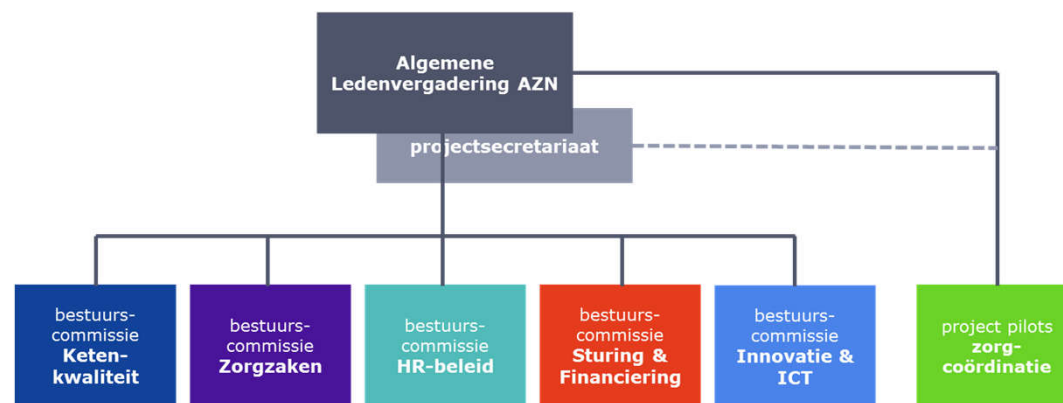 Algemene
Ledenvergadering AZN
projectsecretariaat
bestuurs-
commissie
Keten-
kwaliteit
bestuurs-
commissie
Zorgzaken
bestuurs-
commissie
HR-beleid
bestuurs-
commissie
Sturing &
Financiering
bestuurs-
commissie
Innovatie &
ICT
project pilots
zorg-
coördinatie